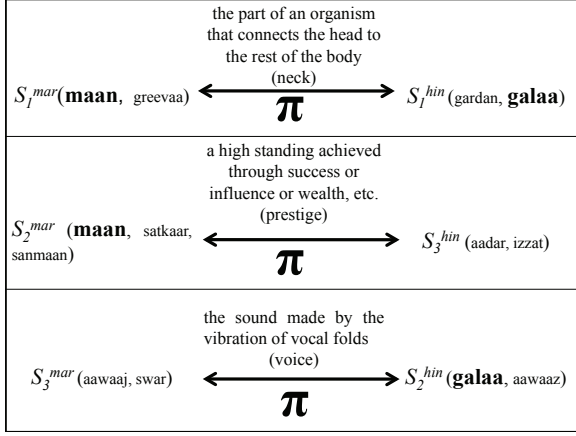 the part of an organism
that connects the head to
the rest of the body
(neck)
S₁ᵐᵃʳ(maan, greevaa)
π
S₁ʰⁱⁿ (gardan, galaa)
a high standing achieved
through success or
influence or wealth, etc.
(prestige)
S₂ᵐᵃʳ (maan, satkaar,
sanmaan)
π
S₃ʰⁱⁿ (aadar, izzat)
the sound made by the
vibration of vocal folds
(voice)
S₃ᵐᵃʳ (aawaaj, swar)
π
S₂ʰⁱⁿ (galaa, aawaaz)